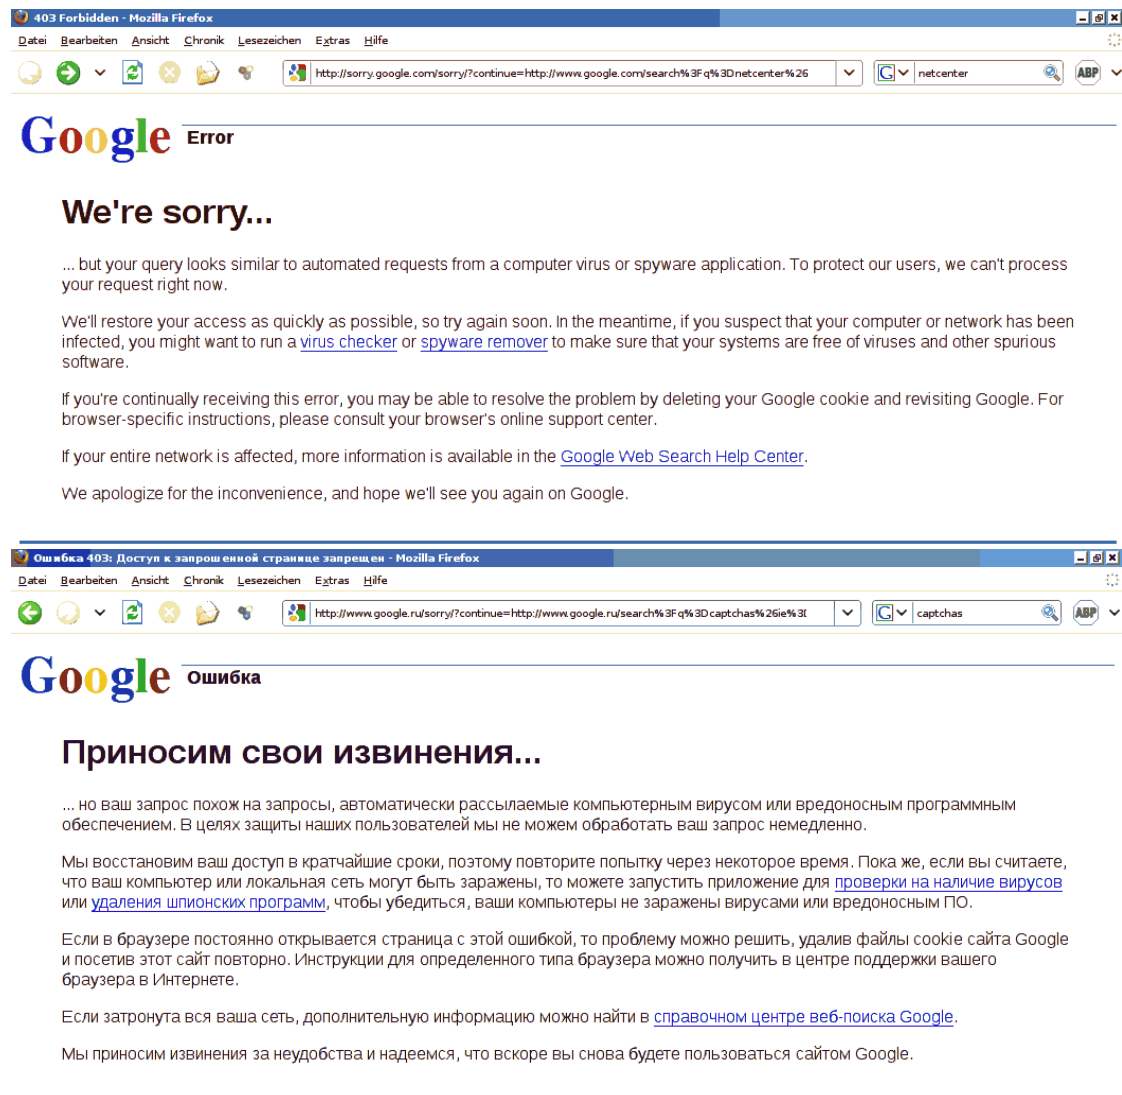 403 Forbidden - Mozilla Firefox
Datei Bearbeiten Ansicht Chronik Lesezeichen Extras Hilfe
http://sorry.google.com/sorry/?continue=http://www.google.com/search%3Fq%3Dnetcenter%26 G netcenter ABP
Google Error
We're sorry...
... but your query looks similar to automated requests from a computer virus or spyware application. To protect our users, we can't process
your request right now.
We'll restore your access as quickly as possible, so try again soon. In the meantime, if you suspect that your computer or network has been
infected, you might want to run a virus checker or spyware remover to make sure that your systems are free of viruses and other spurious
software.
If you're continually receiving this error, you may be able to resolve the problem by deleting your Google cookie and revisiting Google. For
browser-specific instructions, please consult your browser's online support center.
If your entire network is affected, more information is available in the Google Web Search Help Center.
We apologize for the inconvenience, and hope we'll see you again on Google.
Ошибка 403: Доступ к запрошенной странице запрещен - Mozilla Firefox
Datei Bearbeiten Ansicht Chronik Lesezeichen Extras Hilfe
http://www.google.ru/sorry/?continue=http://www.google.ru/search%3Fq%3Dcaptchas%26ie%3D G captchas ABP
Google Ошибка
Приносим свои извинения...
... но ваш запрос похож на запросы, автоматически рассылаемые компьютерным вирусом или вредоносным программным
обеспечением. В целях защиты наших пользователей мы не можем обработать ваш запрос немедленно.
Мы восстановим ваш доступ в кратчайшие сроки, поэтому повторите попытку через некоторое время. Пока же, если вы считаете,
что ваш компьютер или локальная сеть могут быть заражены, то можете запустить приложение для проверки на наличие вирусов
или удаления шпионских программ, чтобы убедиться, ваши компьютеры не заражены вирусами или вредоносным ПО.
Если в браузере постоянно открывается страница с этой ошибкой, то проблему можно решить, удалив файлы cookie сайта Google
и посетив этот сайт повторно. Инструкции для определенного типа браузера можно получить в центре поддержки вашего
браузера в Интернете.
Если затронута вся ваша сеть, дополнительную информацию можно найти в справочном центре веб-поиска Google.
Мы приносим извинения за неудобства и надеемся, что вскоре вы снова будете пользоваться сайтом Google.